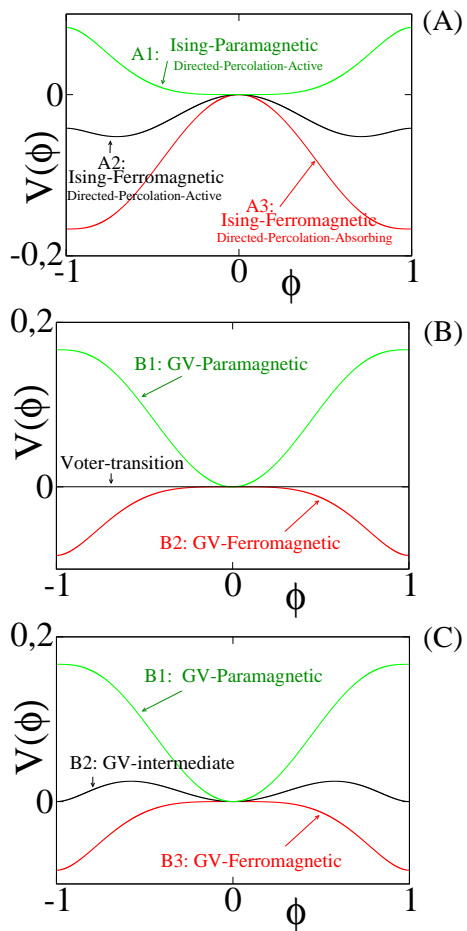 (A)
A1: Ising-Paramagnetic
Directed-Percolation-Active
0
V(ϕ)
A2:
Ising-Ferromagnetic
Directed-Percolation-Active
A3:
Ising-Ferromagnetic
Directed-Percolation-Absorbing
-0,2
-1
0
1
ϕ
(B)
0,2
B1: GV-Paramagnetic
V(ϕ)
Voter-transition
0
B2: GV-Ferromagnetic
-1
0
1
ϕ
(C)
0,2
B1: GV-Paramagnetic
V(ϕ)
B2: GV-intermediate
0
B3: GV-Ferromagnetic
-1
0
1
ϕ